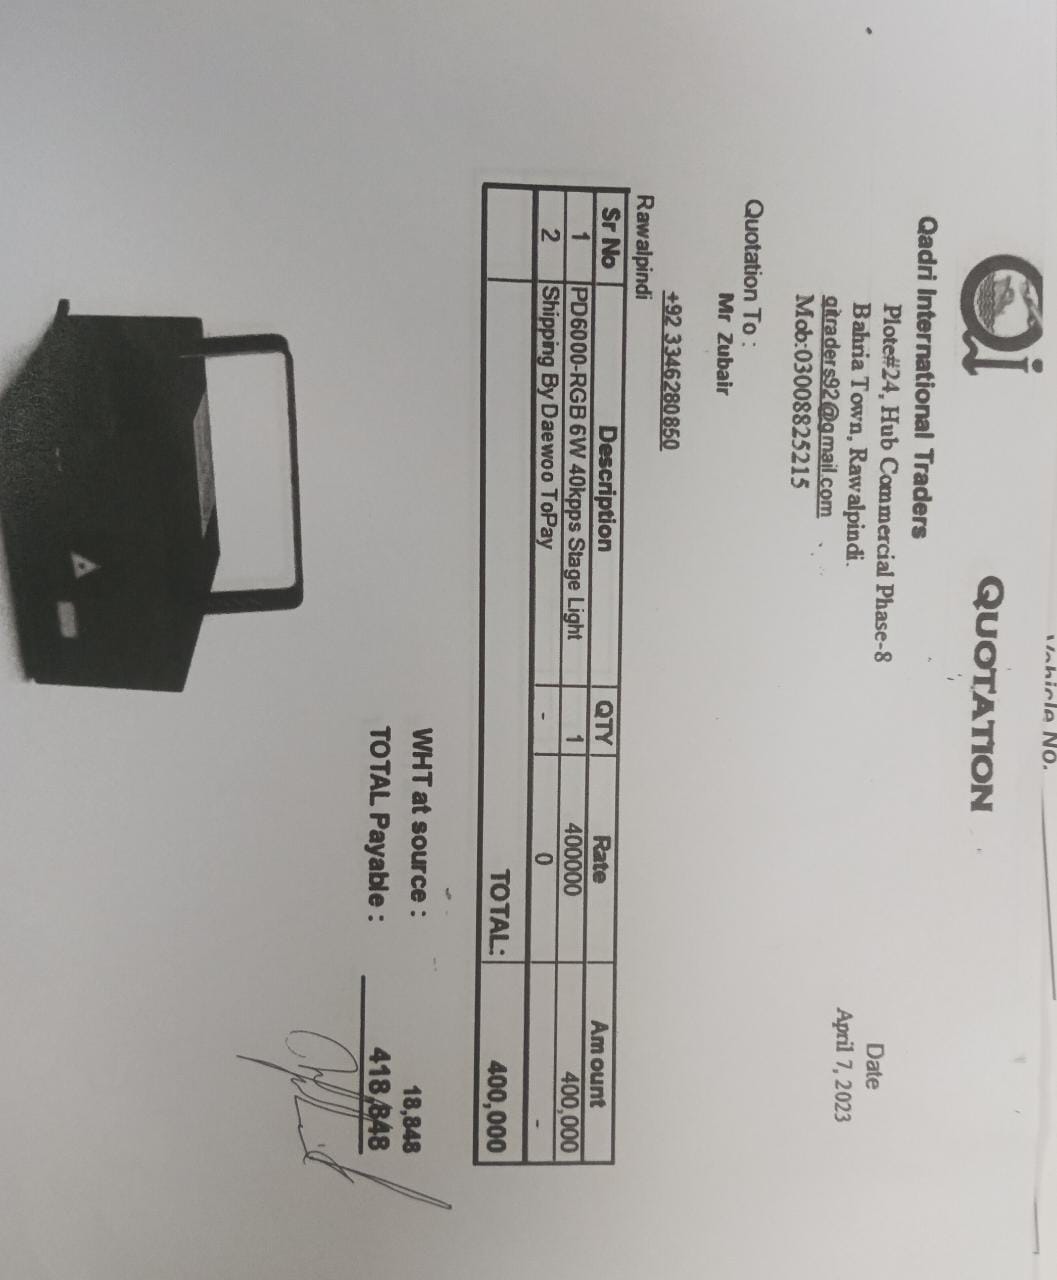 Vehicle No.
Qi
QUOTATION
Qadri International Traders
Plote#24, Hub Commercial Phase-8
Bahria Town, Rawalpindi.
qitraders92@gmail.com
Mob:03008825215
Date
April 7, 2023
Quotation To :
Mr Zubair
+92 3346280850
Rawalpindi
Sr No Description QTY Rate Amount
1 PD6000-RGB 6W 40kpps Stage Light 1 400000 400,000
2 Shipping By Daewoo ToPay - 0 -
TOTAL: 400,000
WHT at source : 18,848
TOTAL Payable : 418,848